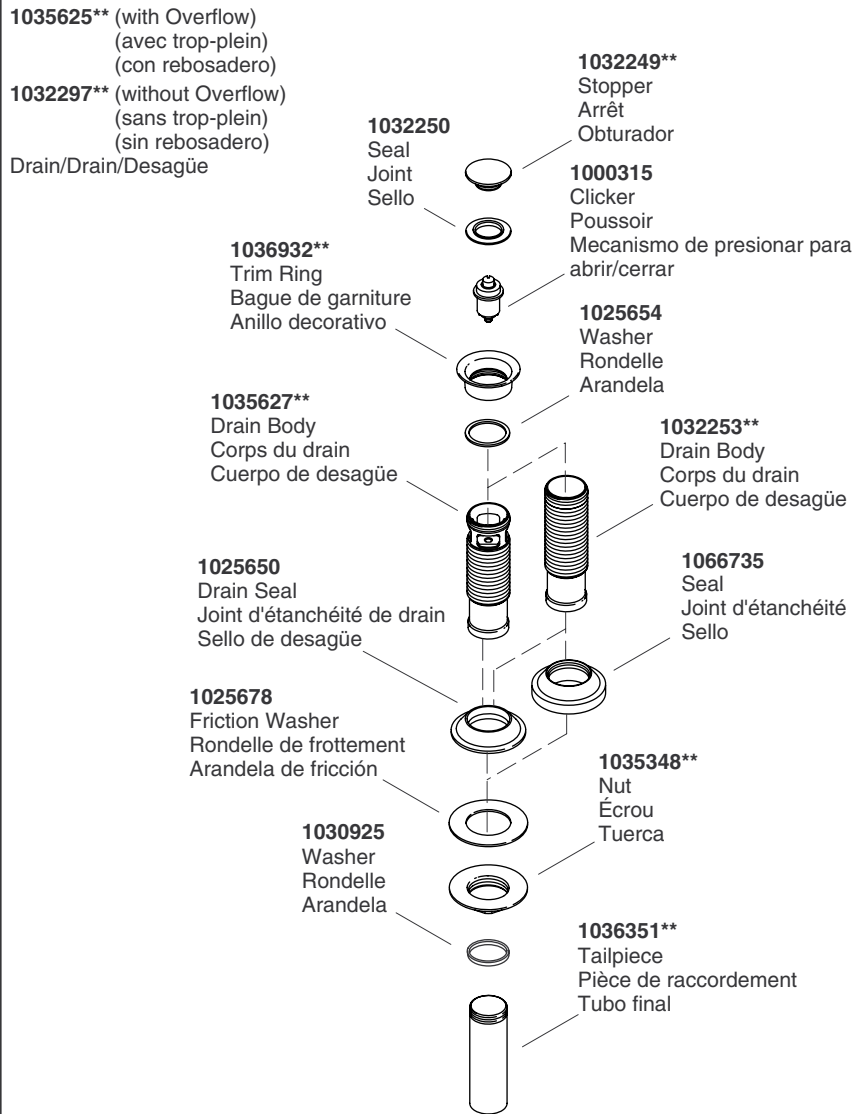 1035625** (with Overflow)
(avec trop-plein)
(con rebosadero)
1032297** (without Overflow)
(sans trop-plein)
(sin rebosadero)
Drain/Drain/Desagüe
1032249**
Stopper
Arrêt
Obturador
1032250
Seal
Joint
Sello
1000315
Clicker
Poussoir
Mecanismo de presionar para
abrir/cerrar
1036932**
Trim Ring
Bague de garniture
Anillo decorativo
1025654
Washer
Rondelle
Arandela
1035627**
Drain Body
Corps du drain
Cuerpo de desagüe
1032253**
Drain Body
Corps du drain
Cuerpo de desagüe
1025650
Drain Seal
Joint d'étanchéité de drain
Sello de desagüe
1066735
Seal
Joint d'étanchéité
Sello
1025678
Friction Washer
Rondelle de frottement
Arandela de fricción
1035348**
Nut
Écrou
Tuerca
1030925
Washer
Rondelle
Arandela
1036351**
Tailpiece
Pièce de raccordement
Tubo final